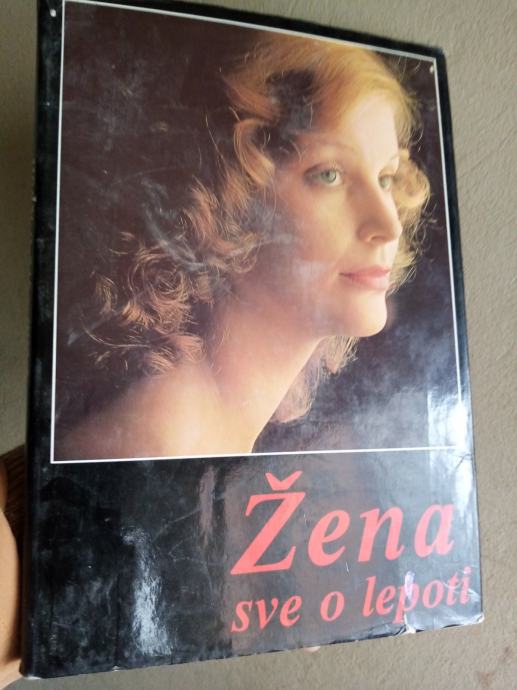 Žena
sve o lepoti